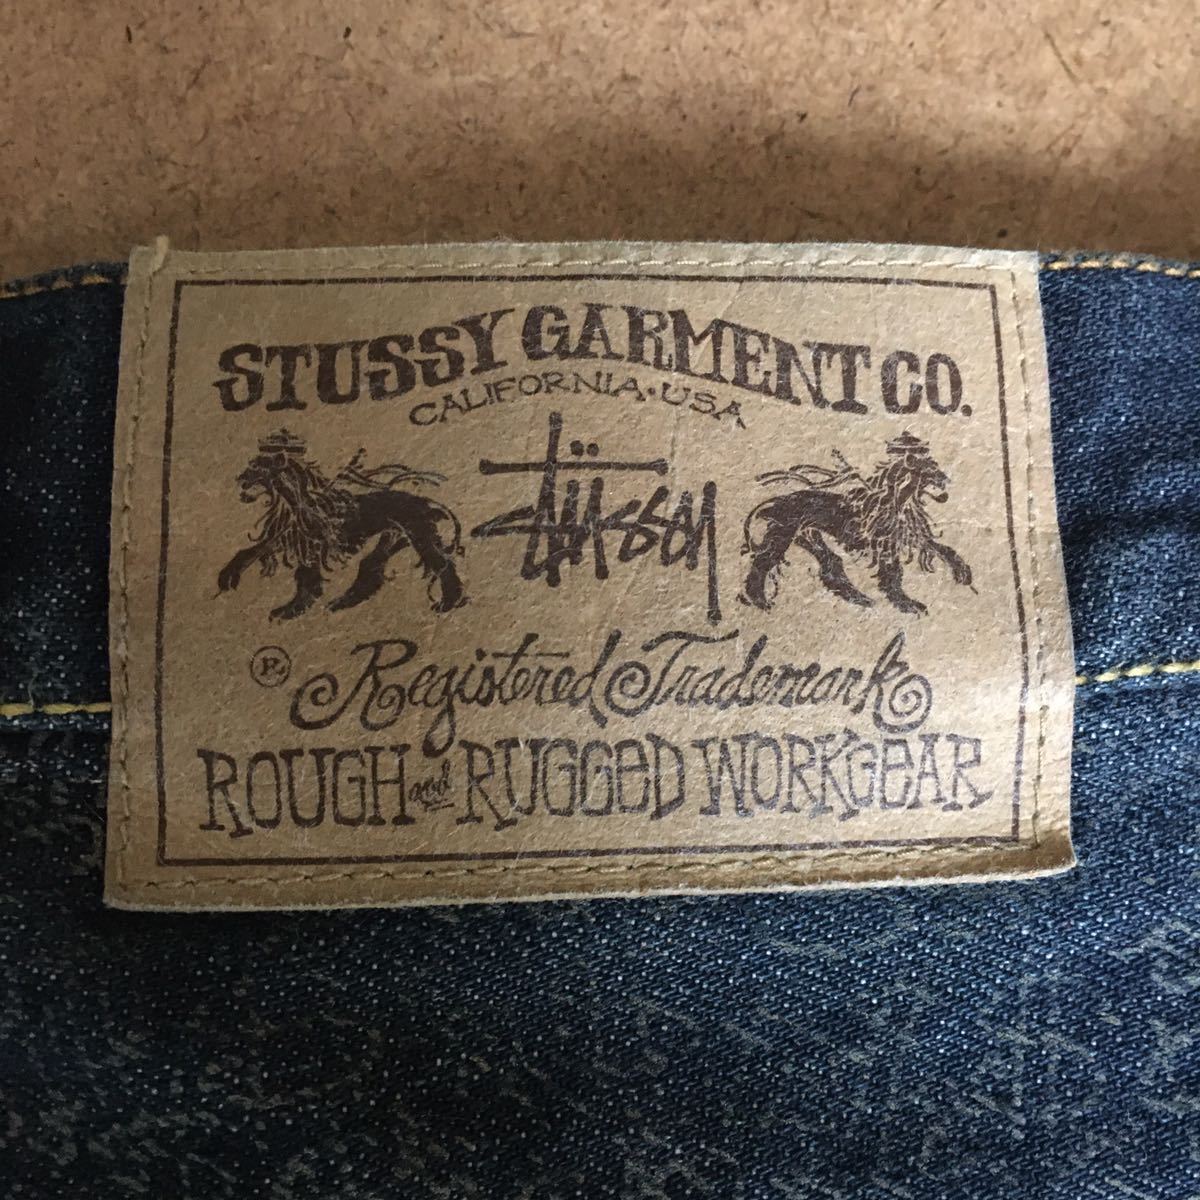 STUSSY GARMENT CO.
CALIFORNIA•USA
Stüssy
® Registered Trademark
ROUGH and RUGGED WORKGEAR